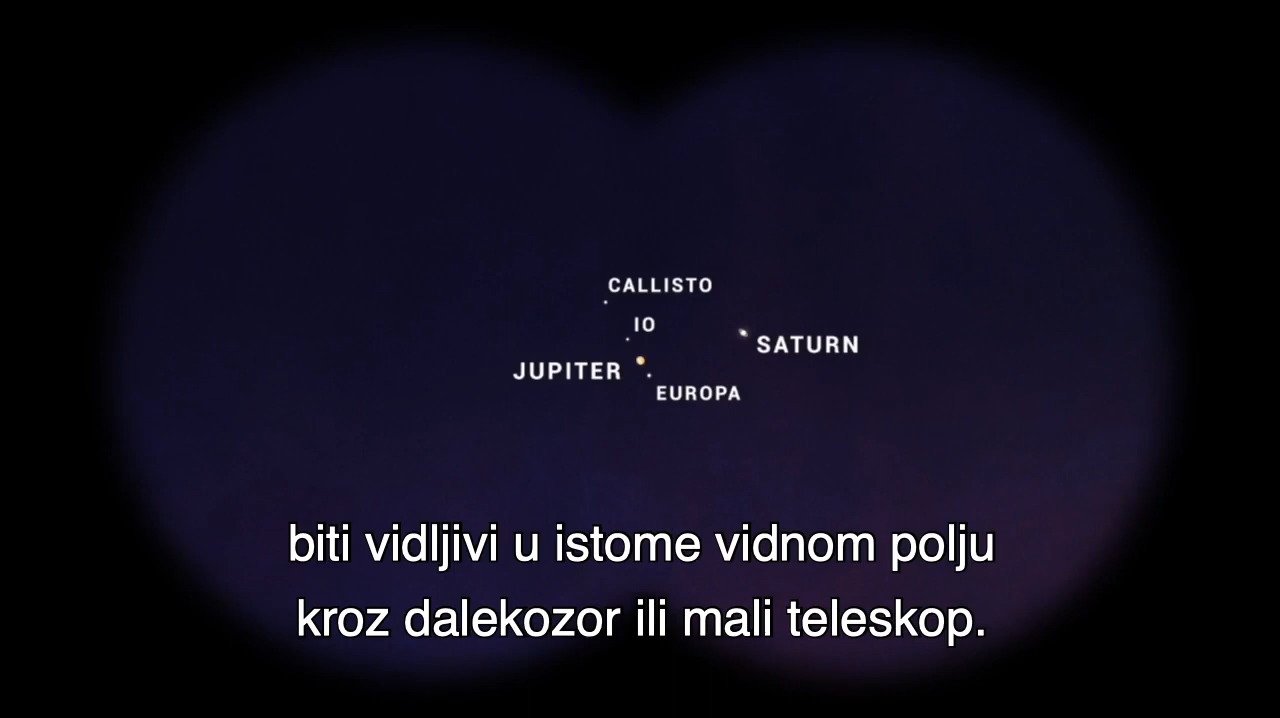 CALLISTO
IO
SATURN
JUPITER
EUROPA
biti vidljivi u istome vidnom polju
kroz dalekozor ili mali teleskop.